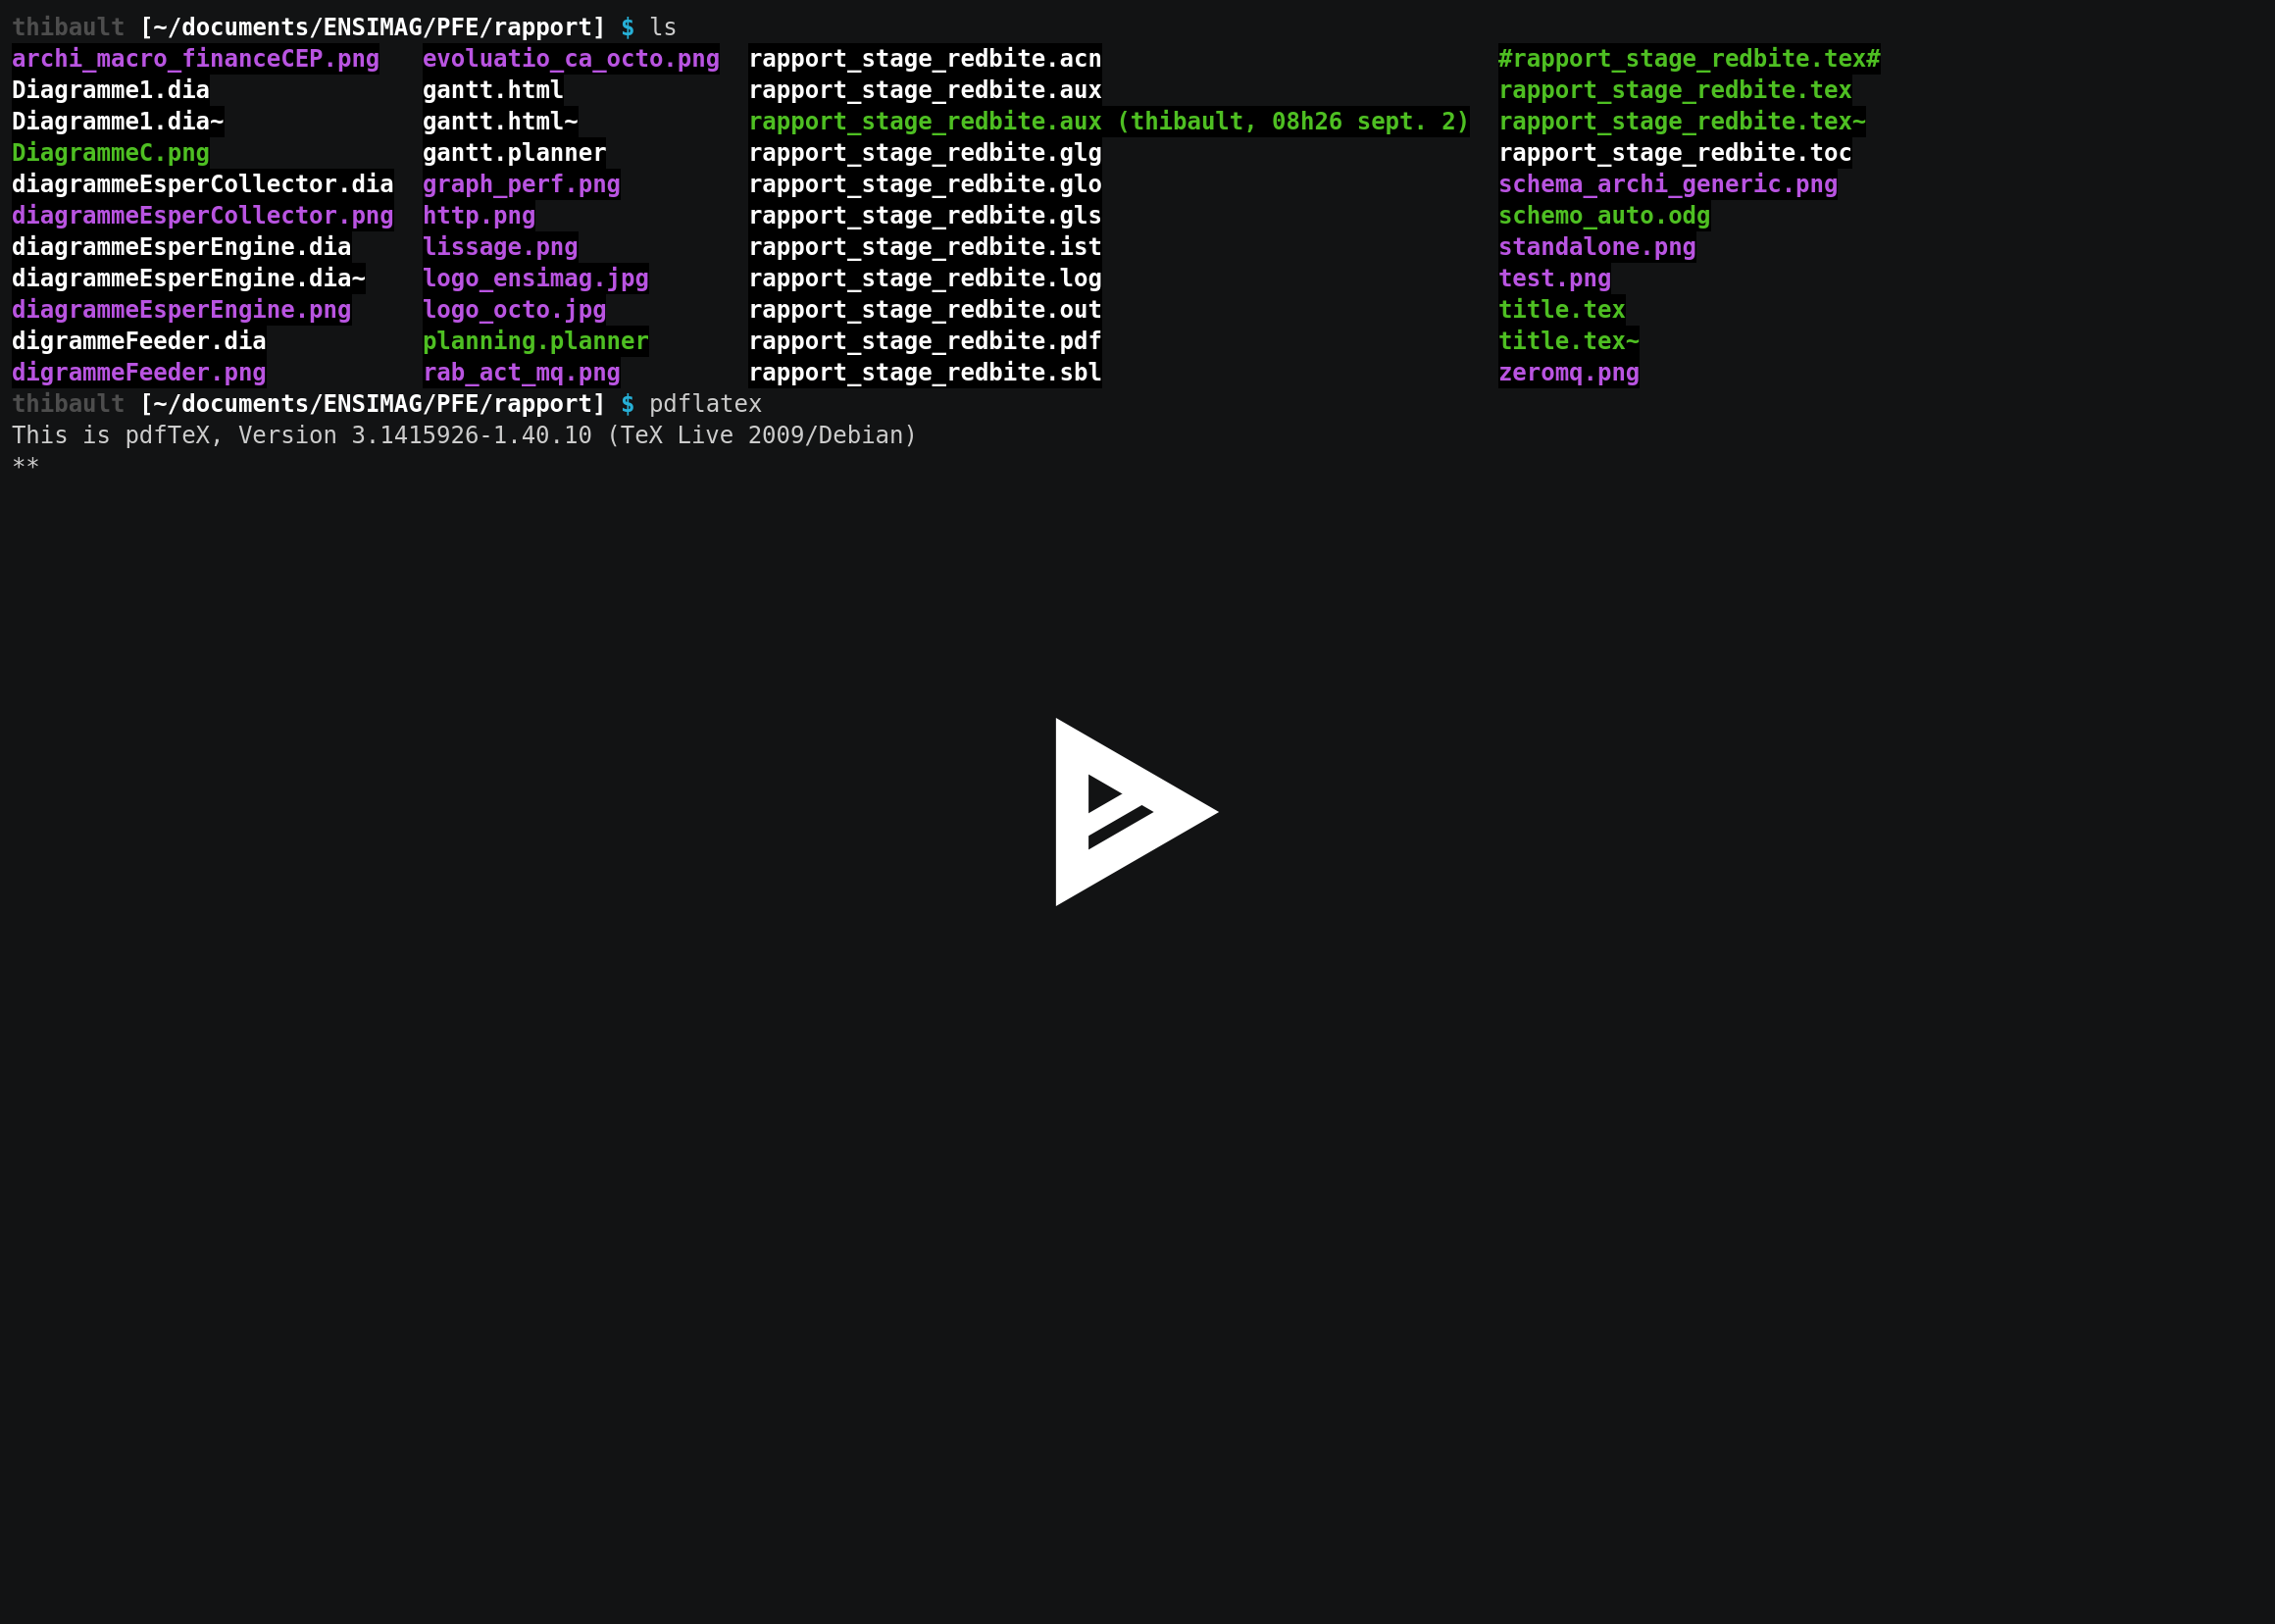 thibault [~/documents/ENSIMAG/PFE/rapport] $ ls
archi_macro_financeCEP.png   evoluatio_ca_octo.png  rapport_stage_redbite.acn                            #rapport_stage_redbite.tex#
Diagramme1.dia               gantt.html             rapport_stage_redbite.aux                            rapport_stage_redbite.tex
Diagramme1.dia~              gantt.html~            rapport_stage_redbite.aux (thibault, 08h26 sept. 2)  rapport_stage_redbite.tex~
DiagrammeC.png               gantt.planner          rapport_stage_redbite.glg                            rapport_stage_redbite.toc
diagrammeEsperCollector.dia  graph_perf.png         rapport_stage_redbite.glo                            schema_archi_generic.png
diagrammeEsperCollector.png  http.png               rapport_stage_redbite.gls                            schemo_auto.odg
diagrammeEsperEngine.dia     lissage.png            rapport_stage_redbite.ist                            standalone.png
diagrammeEsperEngine.dia~    logo_ensimag.jpg       rapport_stage_redbite.log                            test.png
diagrammeEsperEngine.png     logo_octo.jpg          rapport_stage_redbite.out                            title.tex
digrammeFeeder.dia           planning.planner       rapport_stage_redbite.pdf                            title.tex~
digrammeFeeder.png           rab_act_mq.png         rapport_stage_redbite.sbl                            zeromq.png
thibault [~/documents/ENSIMAG/PFE/rapport] $ pdflatex
This is pdfTeX, Version 3.1415926-1.40.10 (TeX Live 2009/Debian)
**